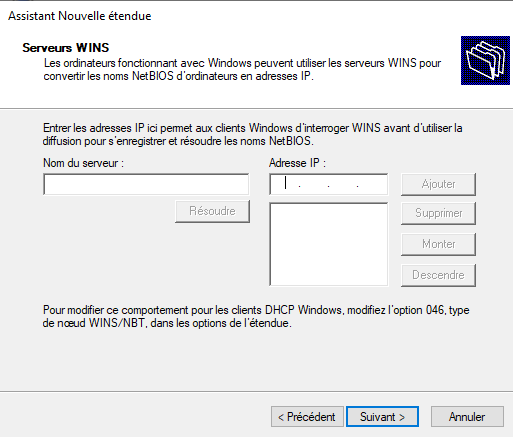 Assistant Nouvelle étendue
Serveurs WINS
Les ordinateurs fonctionnant avec Windows peuvent utiliser les serveurs WINS pour
convertir les noms NetBIOS d'ordinateurs en adresses IP.
Entrer les adresses IP ici permet aux clients Windows d'interroger WINS avant d'utiliser la
diffusion pour s'enregistrer et résoudre les noms NetBIOS.
Nom du serveur :
Adresse IP :
. . .
Ajouter
Résoudre
Supprimer
Monter
Descendre
Pour modifier ce comportement pour les clients DHCP Windows, modifiez l'option 046, type
de nœud WINS/NBT, dans les options de l'étendue.
< Précédent
Suivant >
Annuler